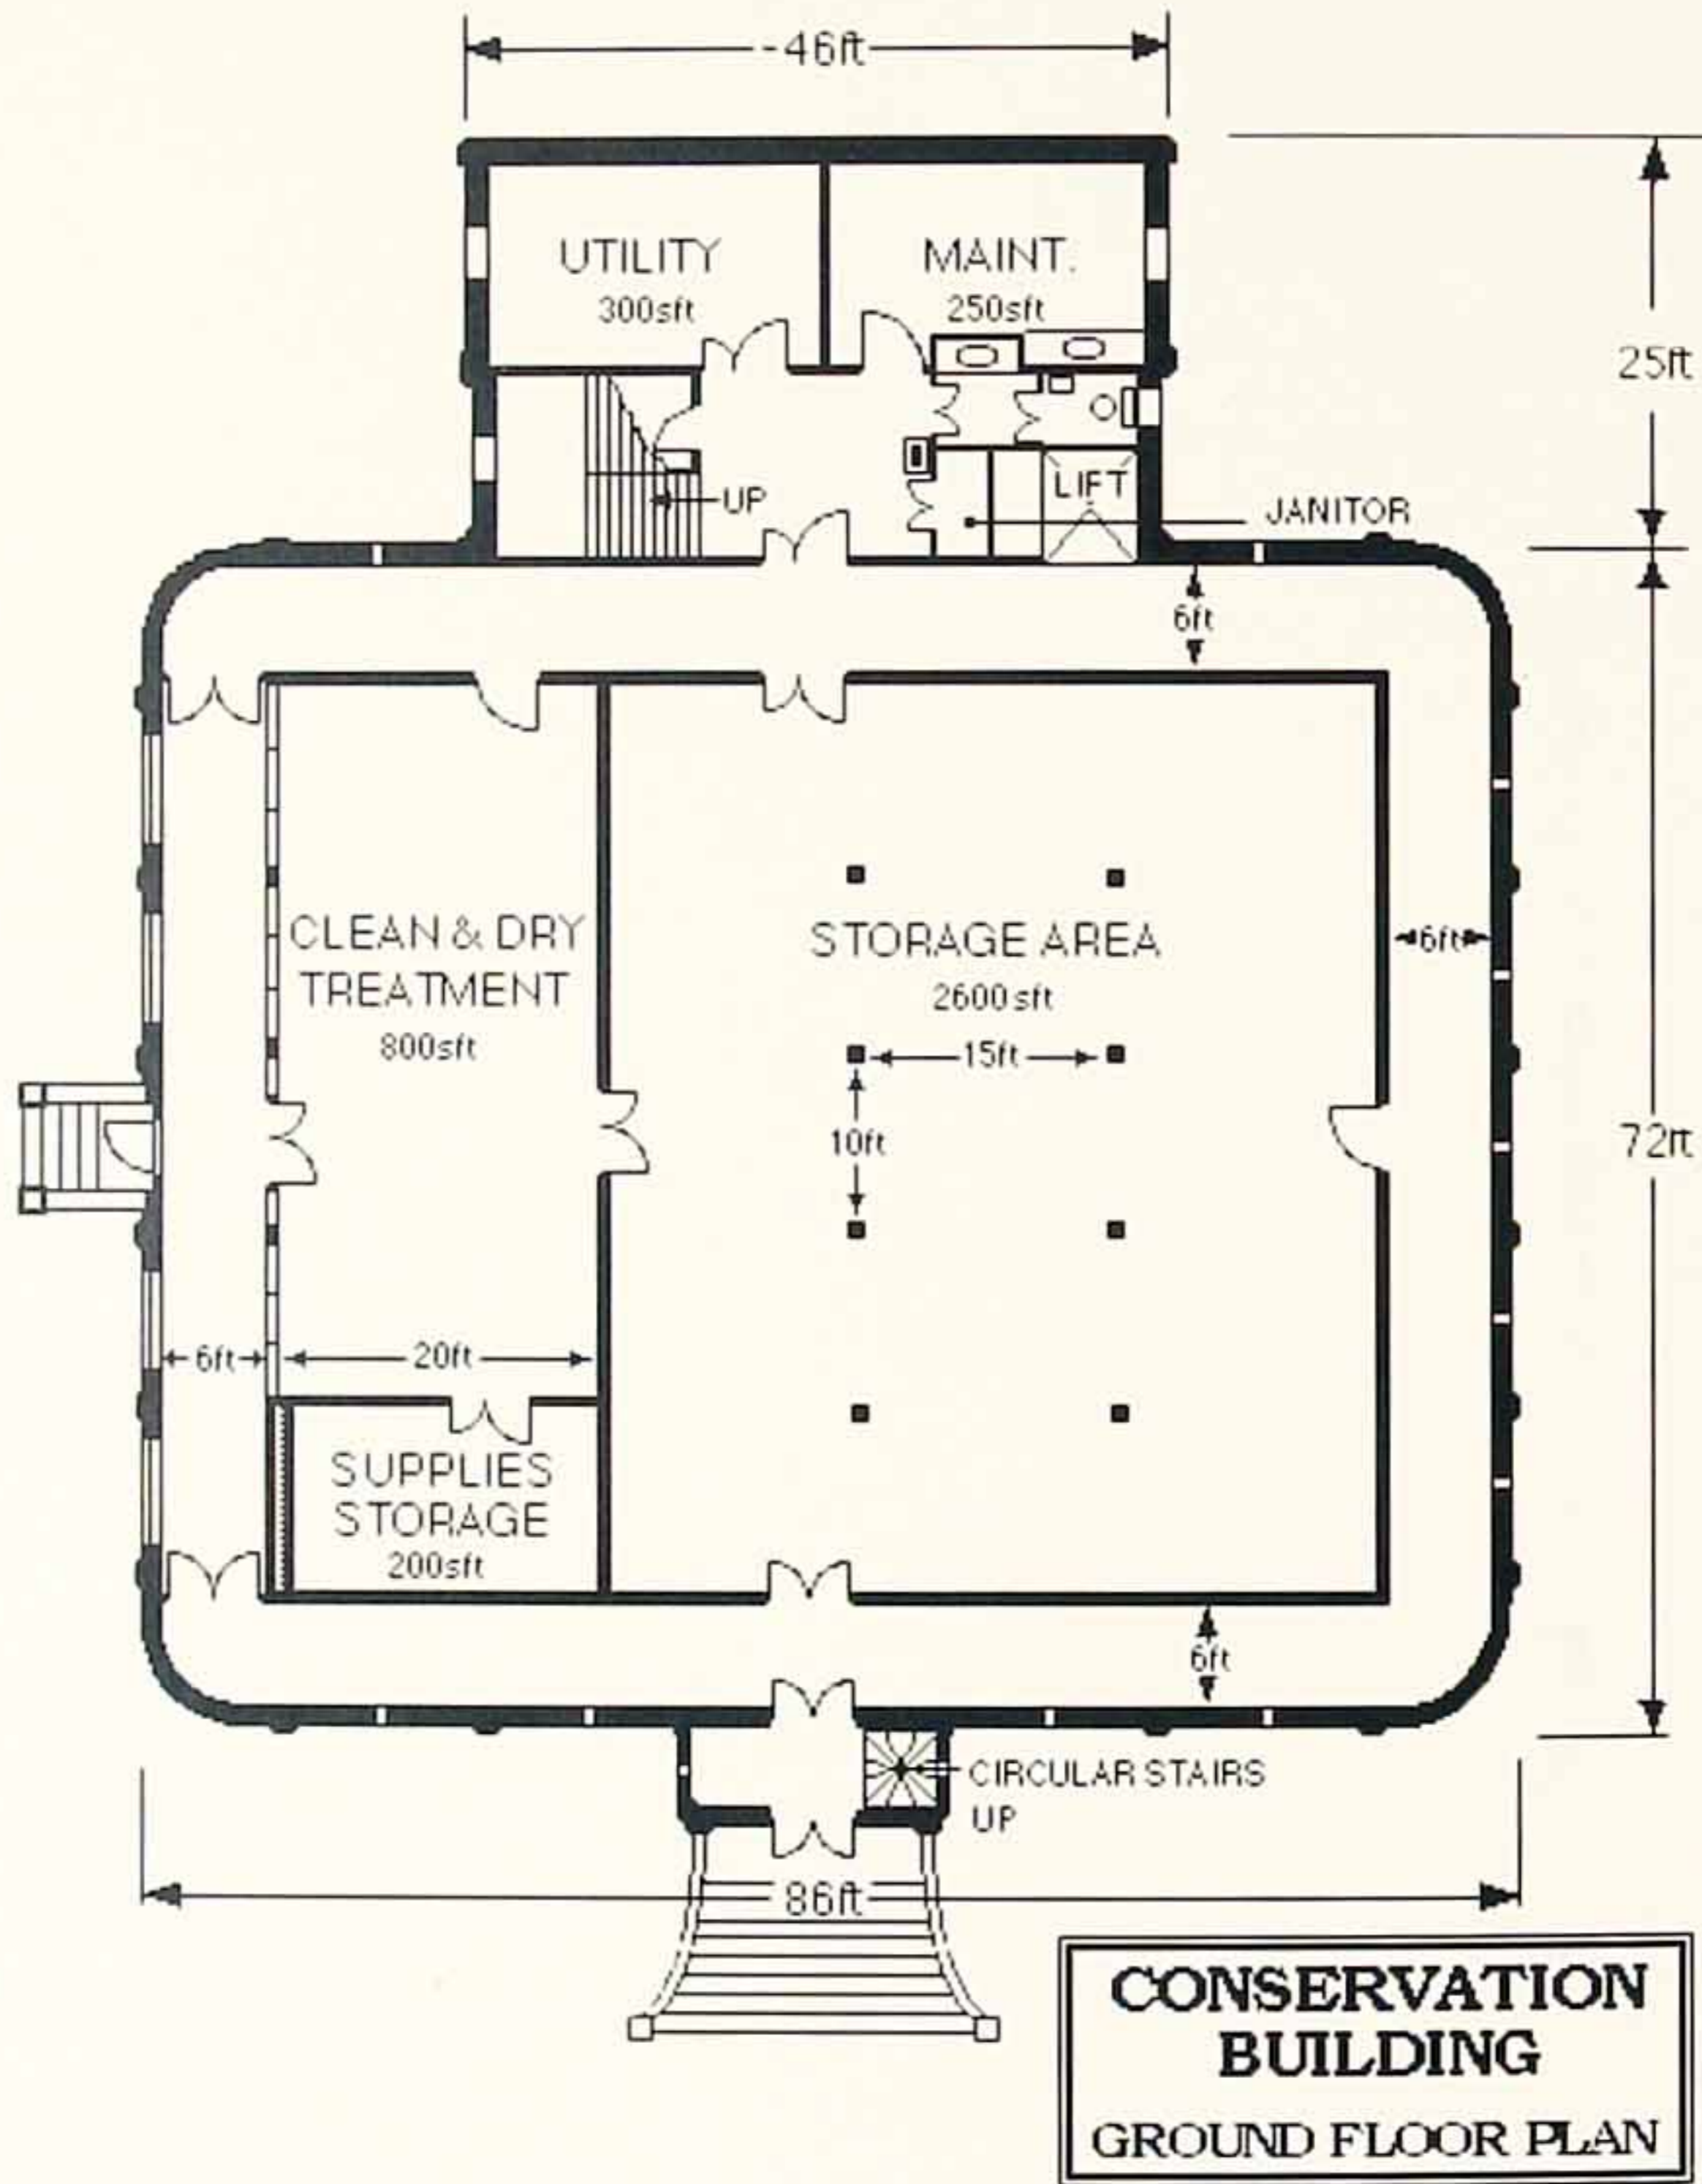 -46ft
UTILITY
300sft
MAINT.
250sft
25ft
UP
LIFT
JANITOR
6ft
CLEAN & DRY
TREATMENT
800sft
STORAGE AREA
2600sft
6ft
15ft
10ft
72ft
6ft
20ft
SUPPLIES
STORAGE
200sft
6ft
CIRCULAR STAIRS
UP
86ft
CONSERVATION
BUILDING
GROUND FLOOR PLAN